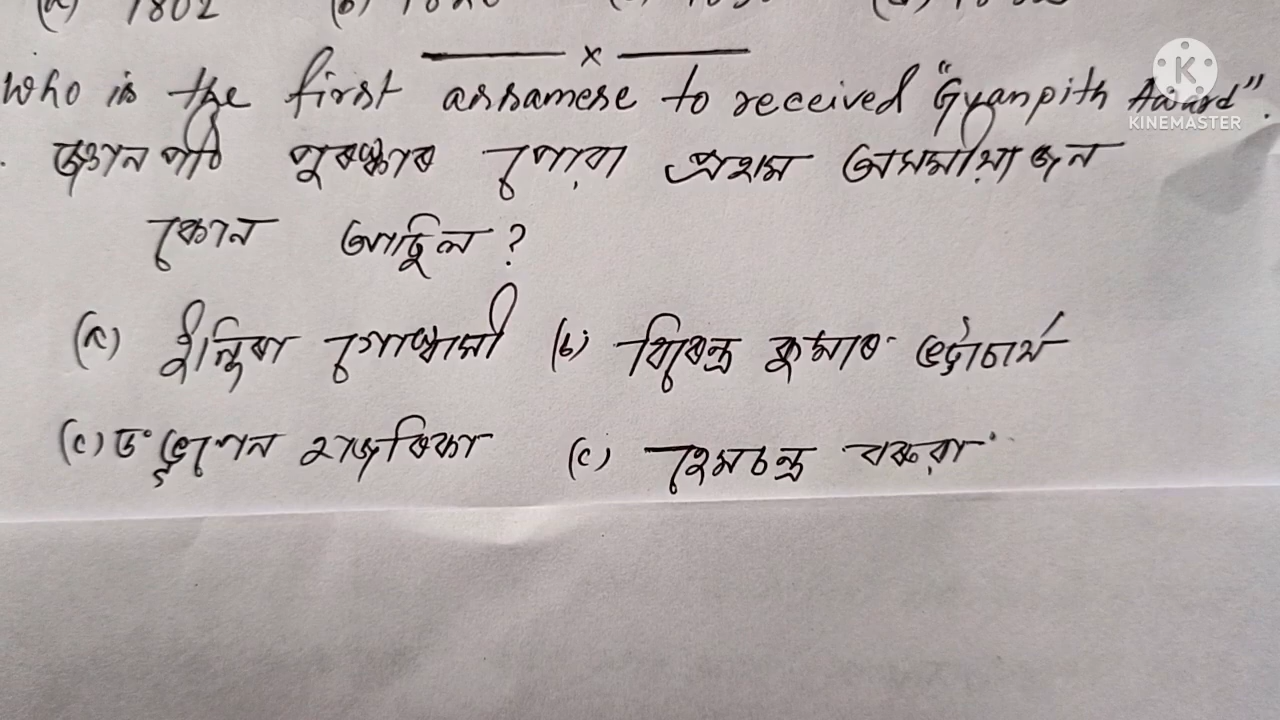 (a) 1802 (b)
Who is the first assamese to received "Gyanpith Award".
জ্ঞানপীঠ পুৰস্কাৰ পোৱা প্ৰথম অসমীয়াজন
কোন আছিল ?
(a) ইন্দিৰা গোস্বামী (b) বিৰেন্দ্ৰ কুমাৰ ভট্টাচাৰ্য
(c) ড° ভূপেন হাজৰিকা (c) হেমচন্দ্ৰ বৰুৱা
KINEMASTER